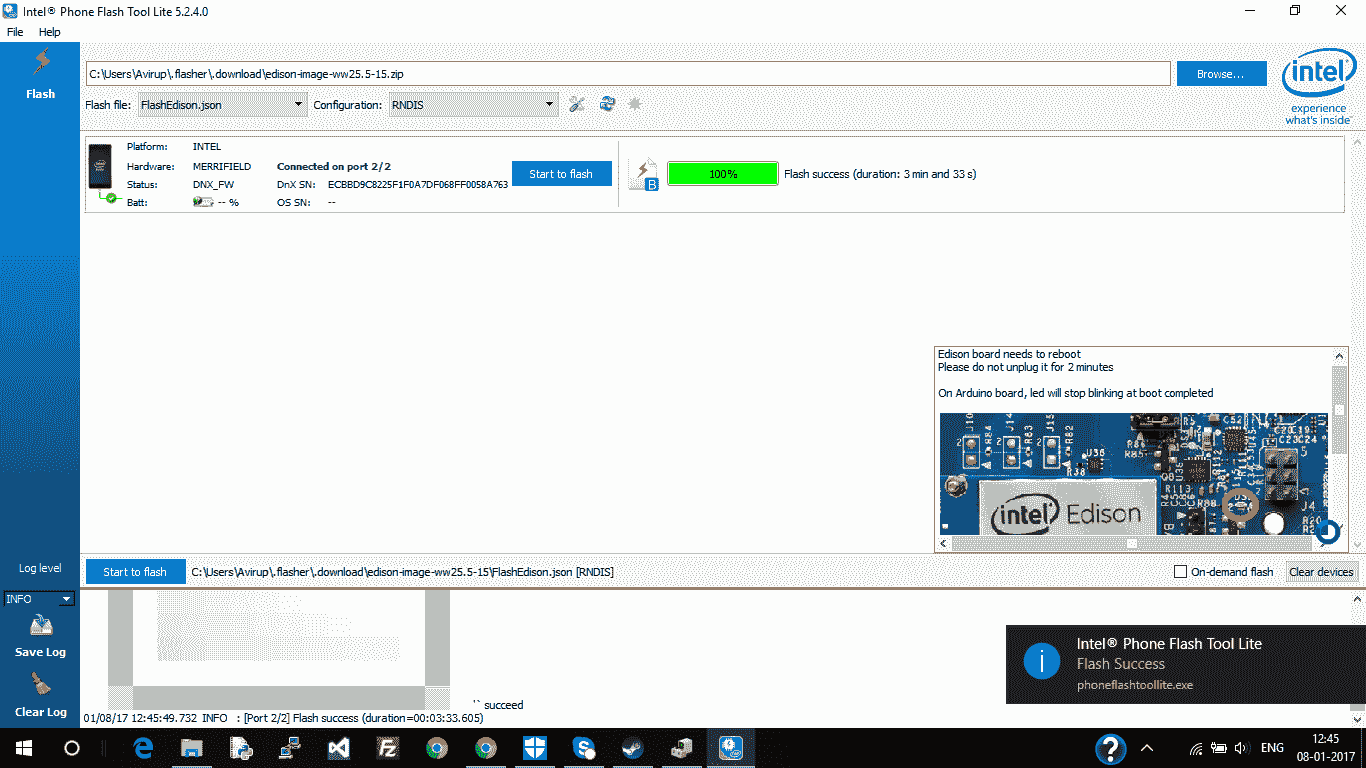 Intel® Phone Flash Tool Lite 5.2.4.0
File Help
Flash
C:\Users\Avirup\.flasher\.download\edison-image-ww25.5-15.zip
Browse...
intel
experience
what's inside™
Flash file: FlashEdison.json Configuration: RNDIS
Platform: INTEL
Hardware: MERRIFIELD Connected on port 2/2
Status: DNX_FW DnX SN: ECBBD9C8225F1F0A7DF068FF0058A763
Batt: -- % OS SN: --
Start to flash
B
100%
Flash success (duration: 3 min and 33 s)
Edison board needs to reboot
Please do not unplug it for 2 minutes
On Arduino board, led will stop blinking at boot completed
intel Edison
J4
Start to flash C:\Users\Avirup\.flasher\.download\edison-image-ww25.5-15\FlashEdison.json [RNDIS]
On-demand flash Clear devices
Log level
INFO
Save Log
Clear Log
`` succeed
01/08/17 12:45:49.732 INFO : [Port 2/2] Flash success (duration=00:03:33.605)
Intel® Phone Flash Tool Lite
Flash Success
phoneflashtoollite.exe
ENG
12:45
08-01-2017